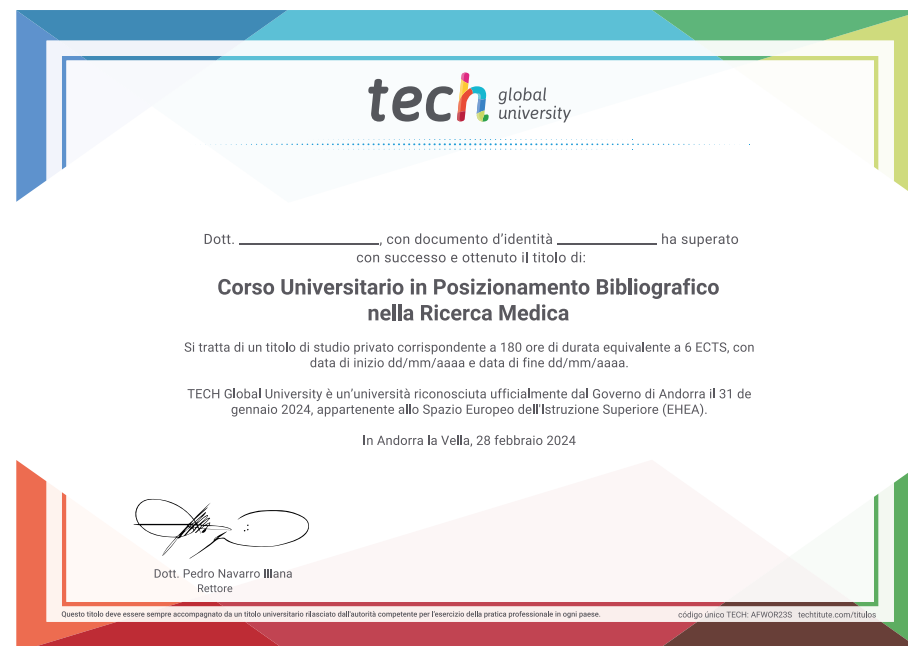 tech global university
Dott. ____________, con documento d'identità ____________ ha superato
con successo e ottenuto il titolo di:
Corso Universitario in Posizionamento Bibliografico
nella Ricerca Medica
Si tratta di un titolo di studio privato corrispondente a 180 ore di durata equivalente a 6 ECTS, con
data di inizio dd/mm/aaaa e data di fine dd/mm/aaaa.
TECH Global University è un'università riconosciuta ufficialmente dal Governo di Andorra il 31 de
gennaio 2024, appartenente allo Spazio Europeo dell'Istruzione Superiore (EHEA).
In Andorra la Vella, 28 febbraio 2024
Dott. Pedro Navarro Illana
Rettore
Questo titolo deve essere sempre accompagnato da un titolo universitario rilasciato dall'autorità competente per l'esercizio della pratica professionale in ogni paese.
código único TECH: AFWOR23S techtitute.com/titulos